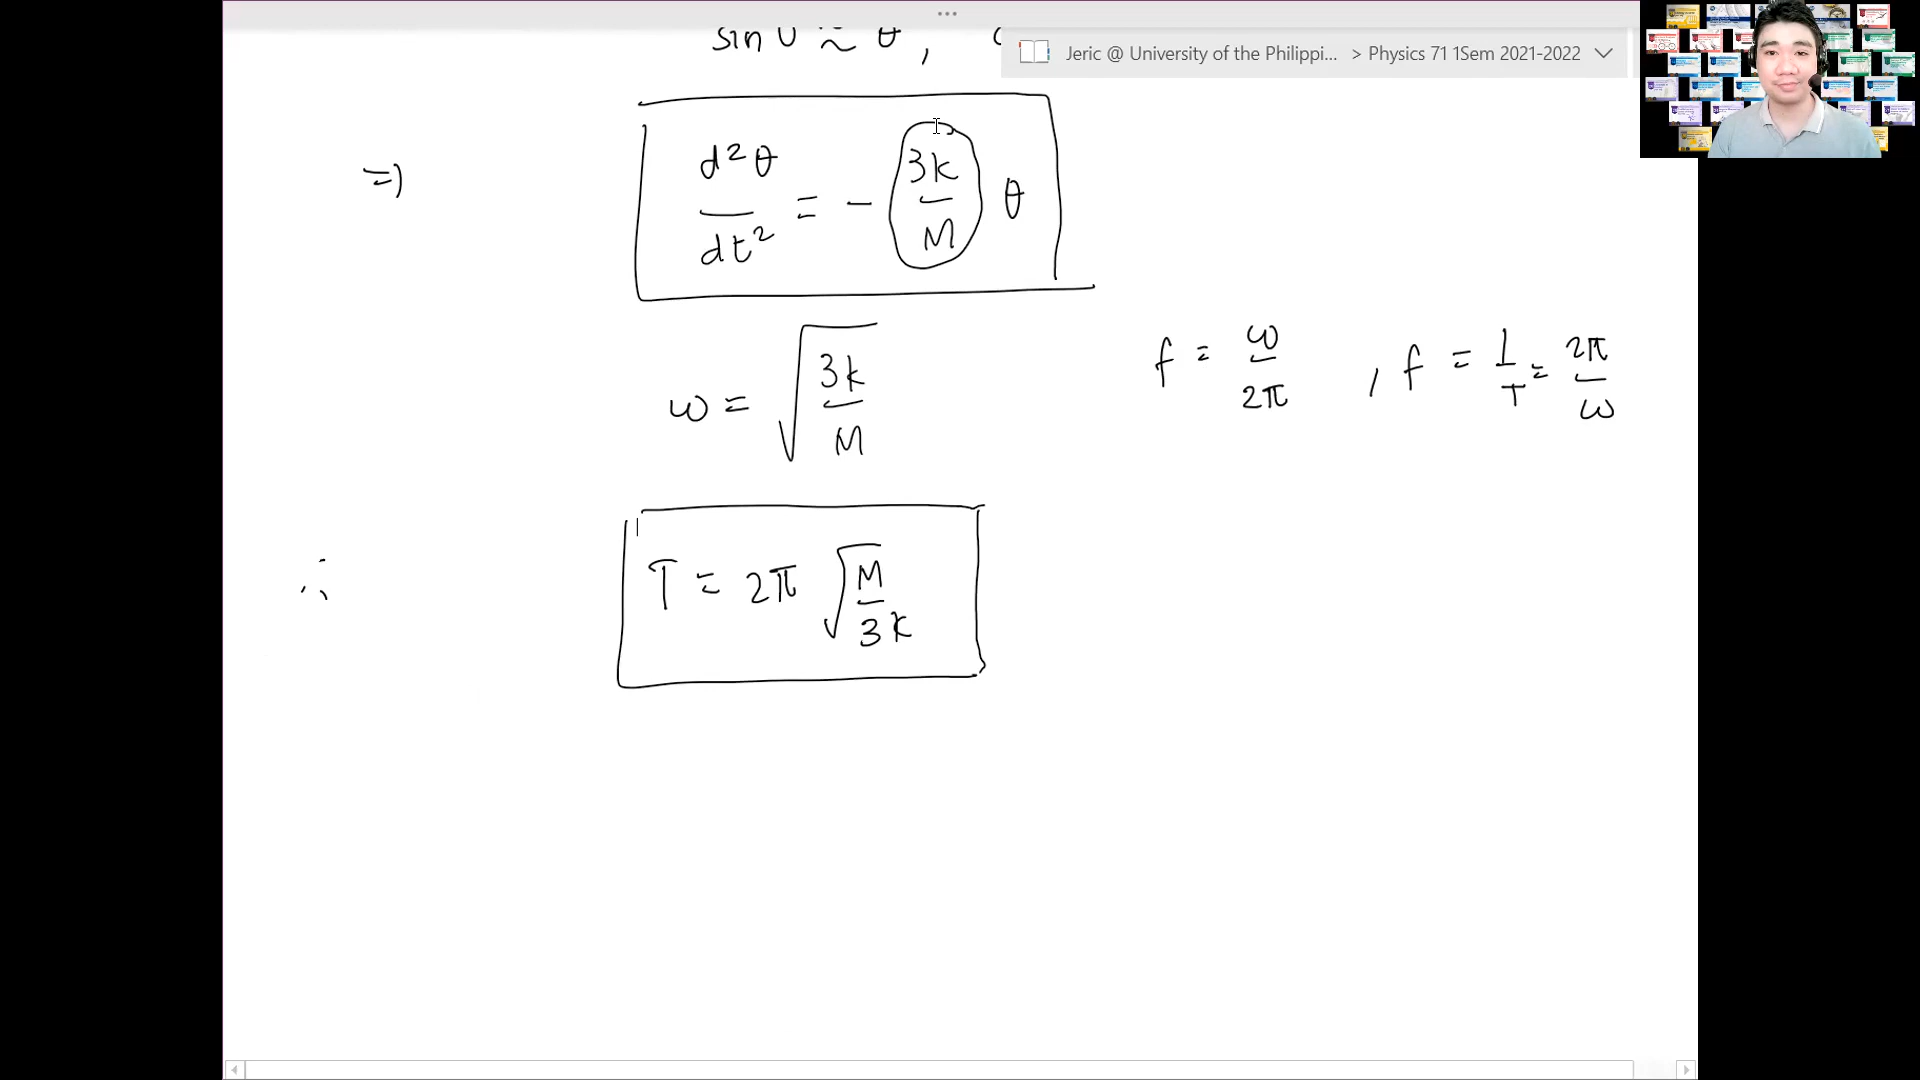 sin θ ≈ θ,
Jeric @ University of the Philippi... > Physics 71 1Sem 2021-2022
=> d²θ/dt² = - 3k/M θ
ω = √(3k/M)
f = ω/2π , f = 1/T = 2π/ω
∴ T = 2π √(M/3k)